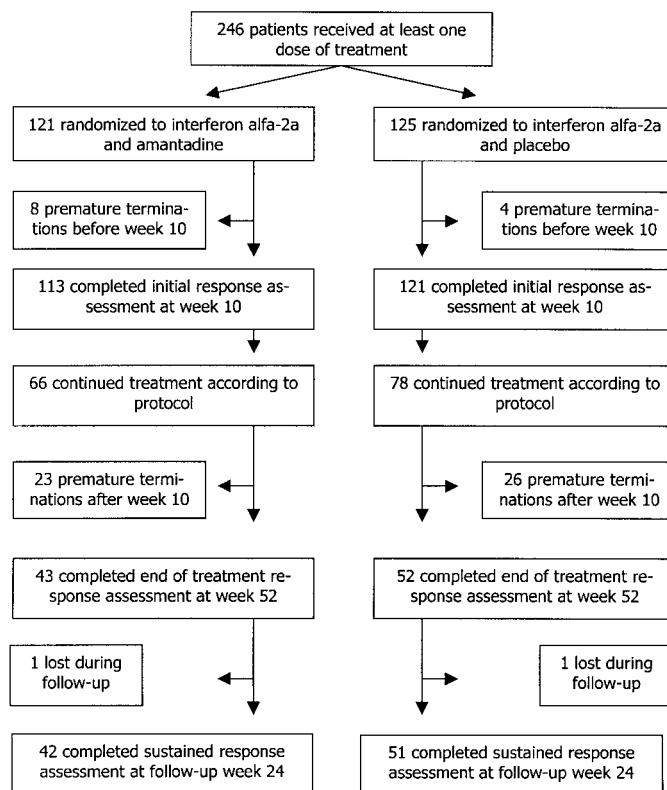 246 patients received at least one
dose of treatment
121 randomized to interferon alfa-2a
and amantadine
125 randomized to interferon alfa-2a
and placebo
8 premature termina-
tions before week 10
4 premature termina-
tions before week 10
113 completed initial response as-
sessment at week 10
121 completed initial response as-
sessment at week 10
66 continued treatment according to
protocol
78 continued treatment according to
protocol
23 premature termi-
nations after week 10
26 premature termi-
nations after week 10
43 completed end of treatment re-
sponse assessment at week 52
52 completed end of treatment re-
sponse assessment at week 52
1 lost during
follow-up
1 lost during
follow-up
42 completed sustained response
assessment at follow-up week 24
51 completed sustained response
assessment at follow-up week 24